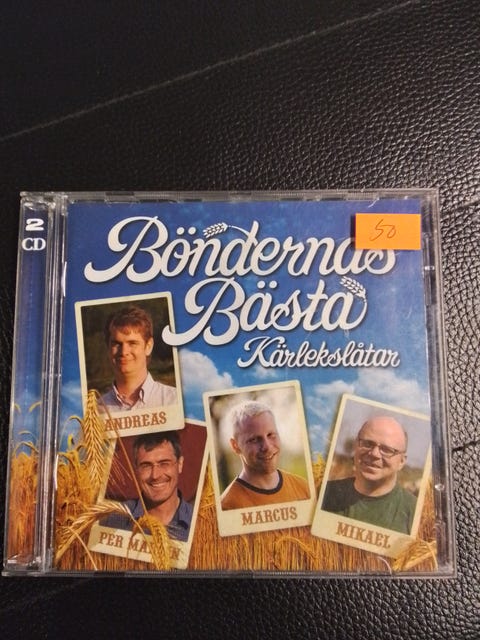 2
CD
50
Böndernas
Bästa
Kärlekslåtar
ANDREAS
PER
MARCUS
MIKAEL